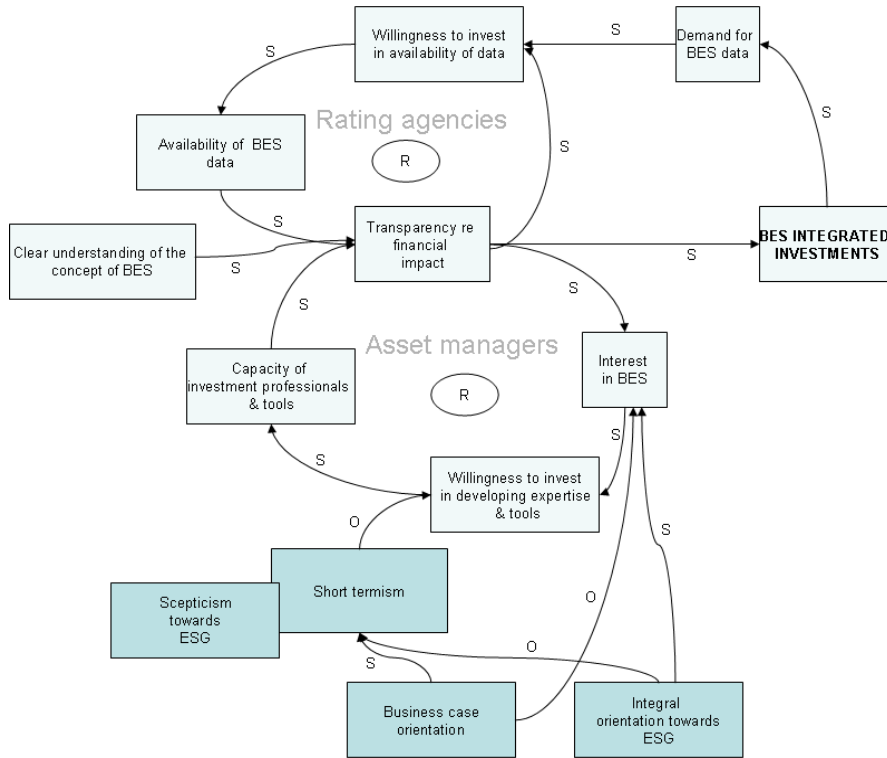 Willingness to invest
in availability of data
Demand for
BES data
S
S
S
Rating agencies
Availability of BES
data
R
S
S
Clear understanding of the
concept of BES
S
Transparency re
financial
impact
S
BES INTEGRATED
INVESTMENTS
S
S
Asset managers
Capacity of
investment professionals
& tools
R
Interest
in BES
S
S
Willingness to invest
in developing expertise
& tools
O
S
Short termism
Scepticism
towards
ESG
O
O
S
Business case
orientation
Integral
orientation towards
ESG